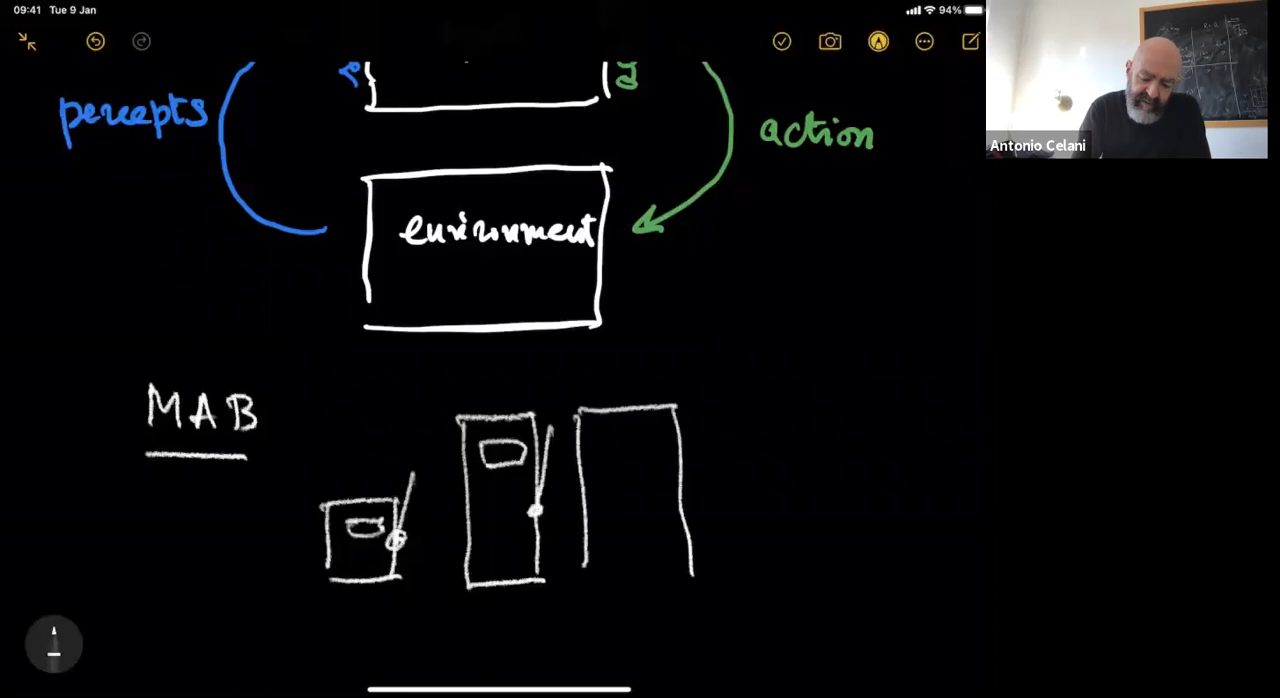 09:41 Tue 9 Jan
94%
percepts
action
Antonio Celani
environment
MAB